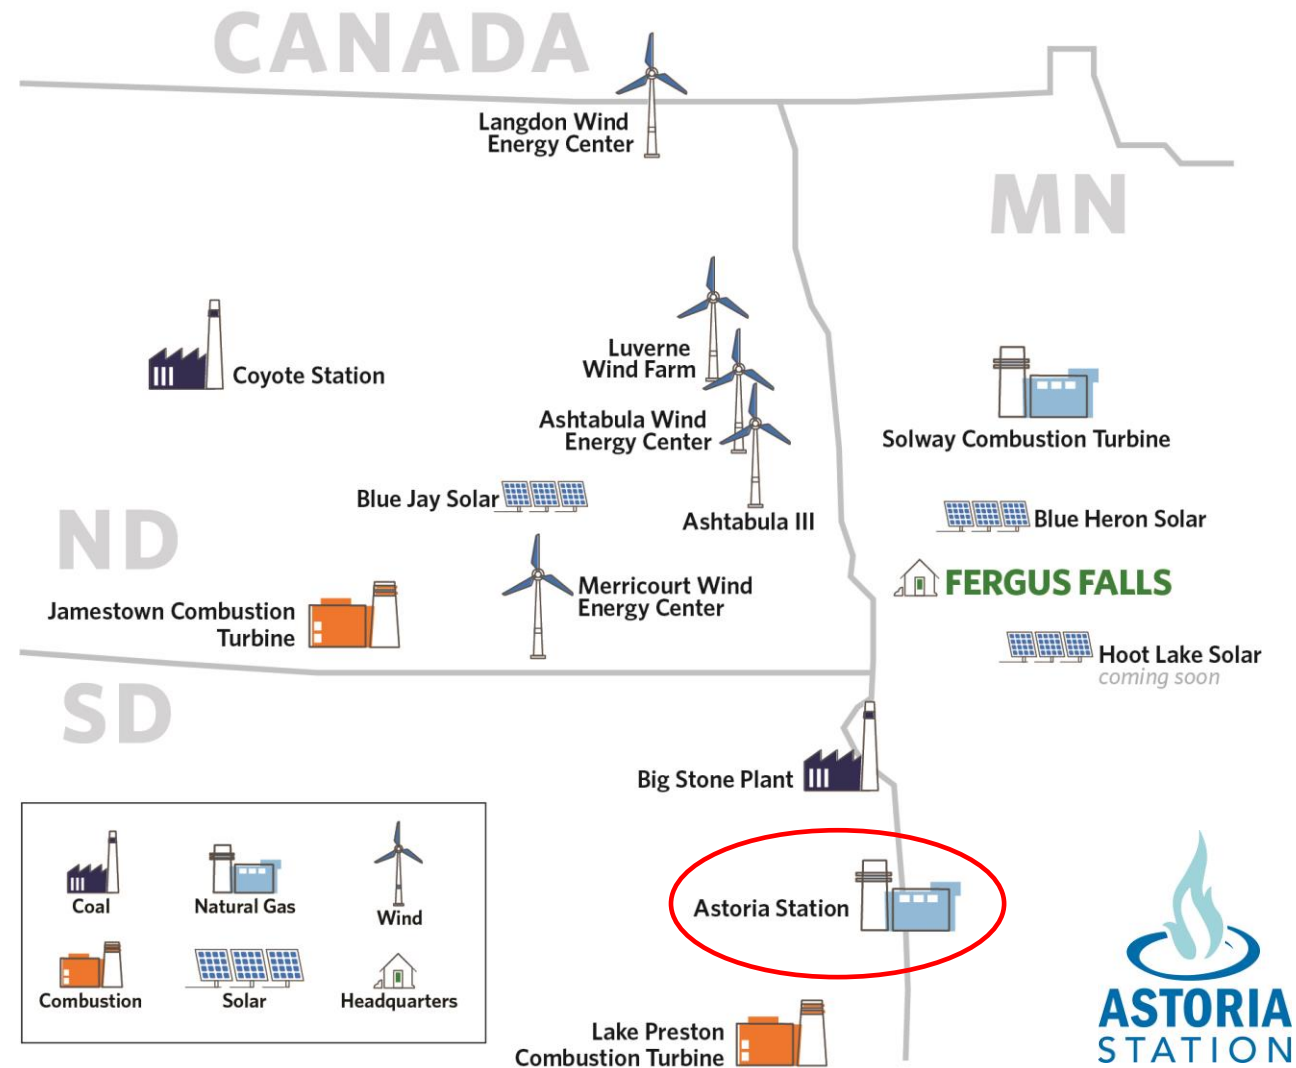 CANADA
Langdon Wind
Energy Center
MN
Luverne
Wind Farm
Coyote Station
Ashtabula Wind
Energy Center
Solway Combustion Turbine
Blue Jay Solar
Ashtabula III
Blue Heron Solar
ND
FERGUS FALLS
Merricourt Wind
Energy Center
Jamestown Combustion
Turbine
Hoot Lake Solar
coming soon
SD
Big Stone Plant
Coal
Natural Gas
Wind
Astoria Station
Combustion
Solar
Headquarters
Lake Preston
Combustion Turbine
ASTORIA
STATION